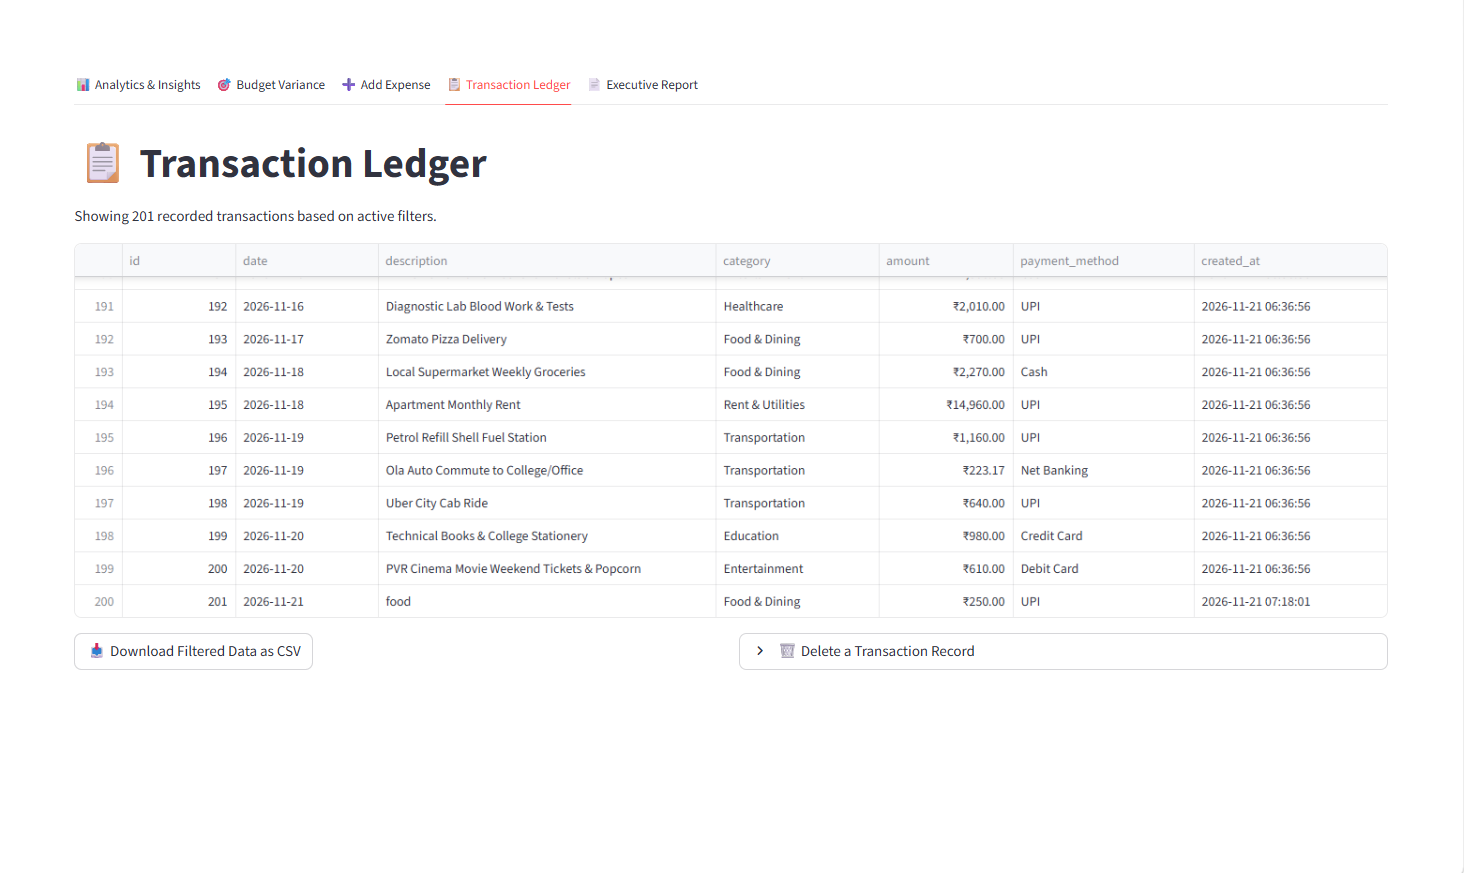 Analytics & Insights Budget Variance Add Expense Transaction Ledger Executive Report
Transaction Ledger
Showing 201 recorded transactions based on active filters.
id date description category amount payment_method created_at
191 192 2026-11-16 Diagnostic Lab Blood Work & Tests Healthcare ₹2,010.00 UPI 2026-11-21 06:36:56
192 193 2026-11-17 Zomato Pizza Delivery Food & Dining ₹700.00 UPI 2026-11-21 06:36:56
193 194 2026-11-18 Local Supermarket Weekly Groceries Food & Dining ₹2,270.00 Cash 2026-11-21 06:36:56
194 195 2026-11-18 Apartment Monthly Rent Rent & Utilities ₹14,960.00 UPI 2026-11-21 06:36:56
195 196 2026-11-19 Petrol Refill Shell Fuel Station Transportation ₹1,160.00 UPI 2026-11-21 06:36:56
196 197 2026-11-19 Ola Auto Commute to College/Office Transportation ₹223.17 Net Banking 2026-11-21 06:36:56
197 198 2026-11-19 Uber City Cab Ride Transportation ₹640.00 UPI 2026-11-21 06:36:56
198 199 2026-11-20 Technical Books & College Stationery Education ₹980.00 Credit Card 2026-11-21 06:36:56
199 200 2026-11-20 PVR Cinema Movie Weekend Tickets & Popcorn Entertainment ₹610.00 Debit Card 2026-11-21 06:36:56
200 201 2026-11-21 food Food & Dining ₹250.00 UPI 2026-11-21 07:18:01
Download Filtered Data as CSV Delete a Transaction Record